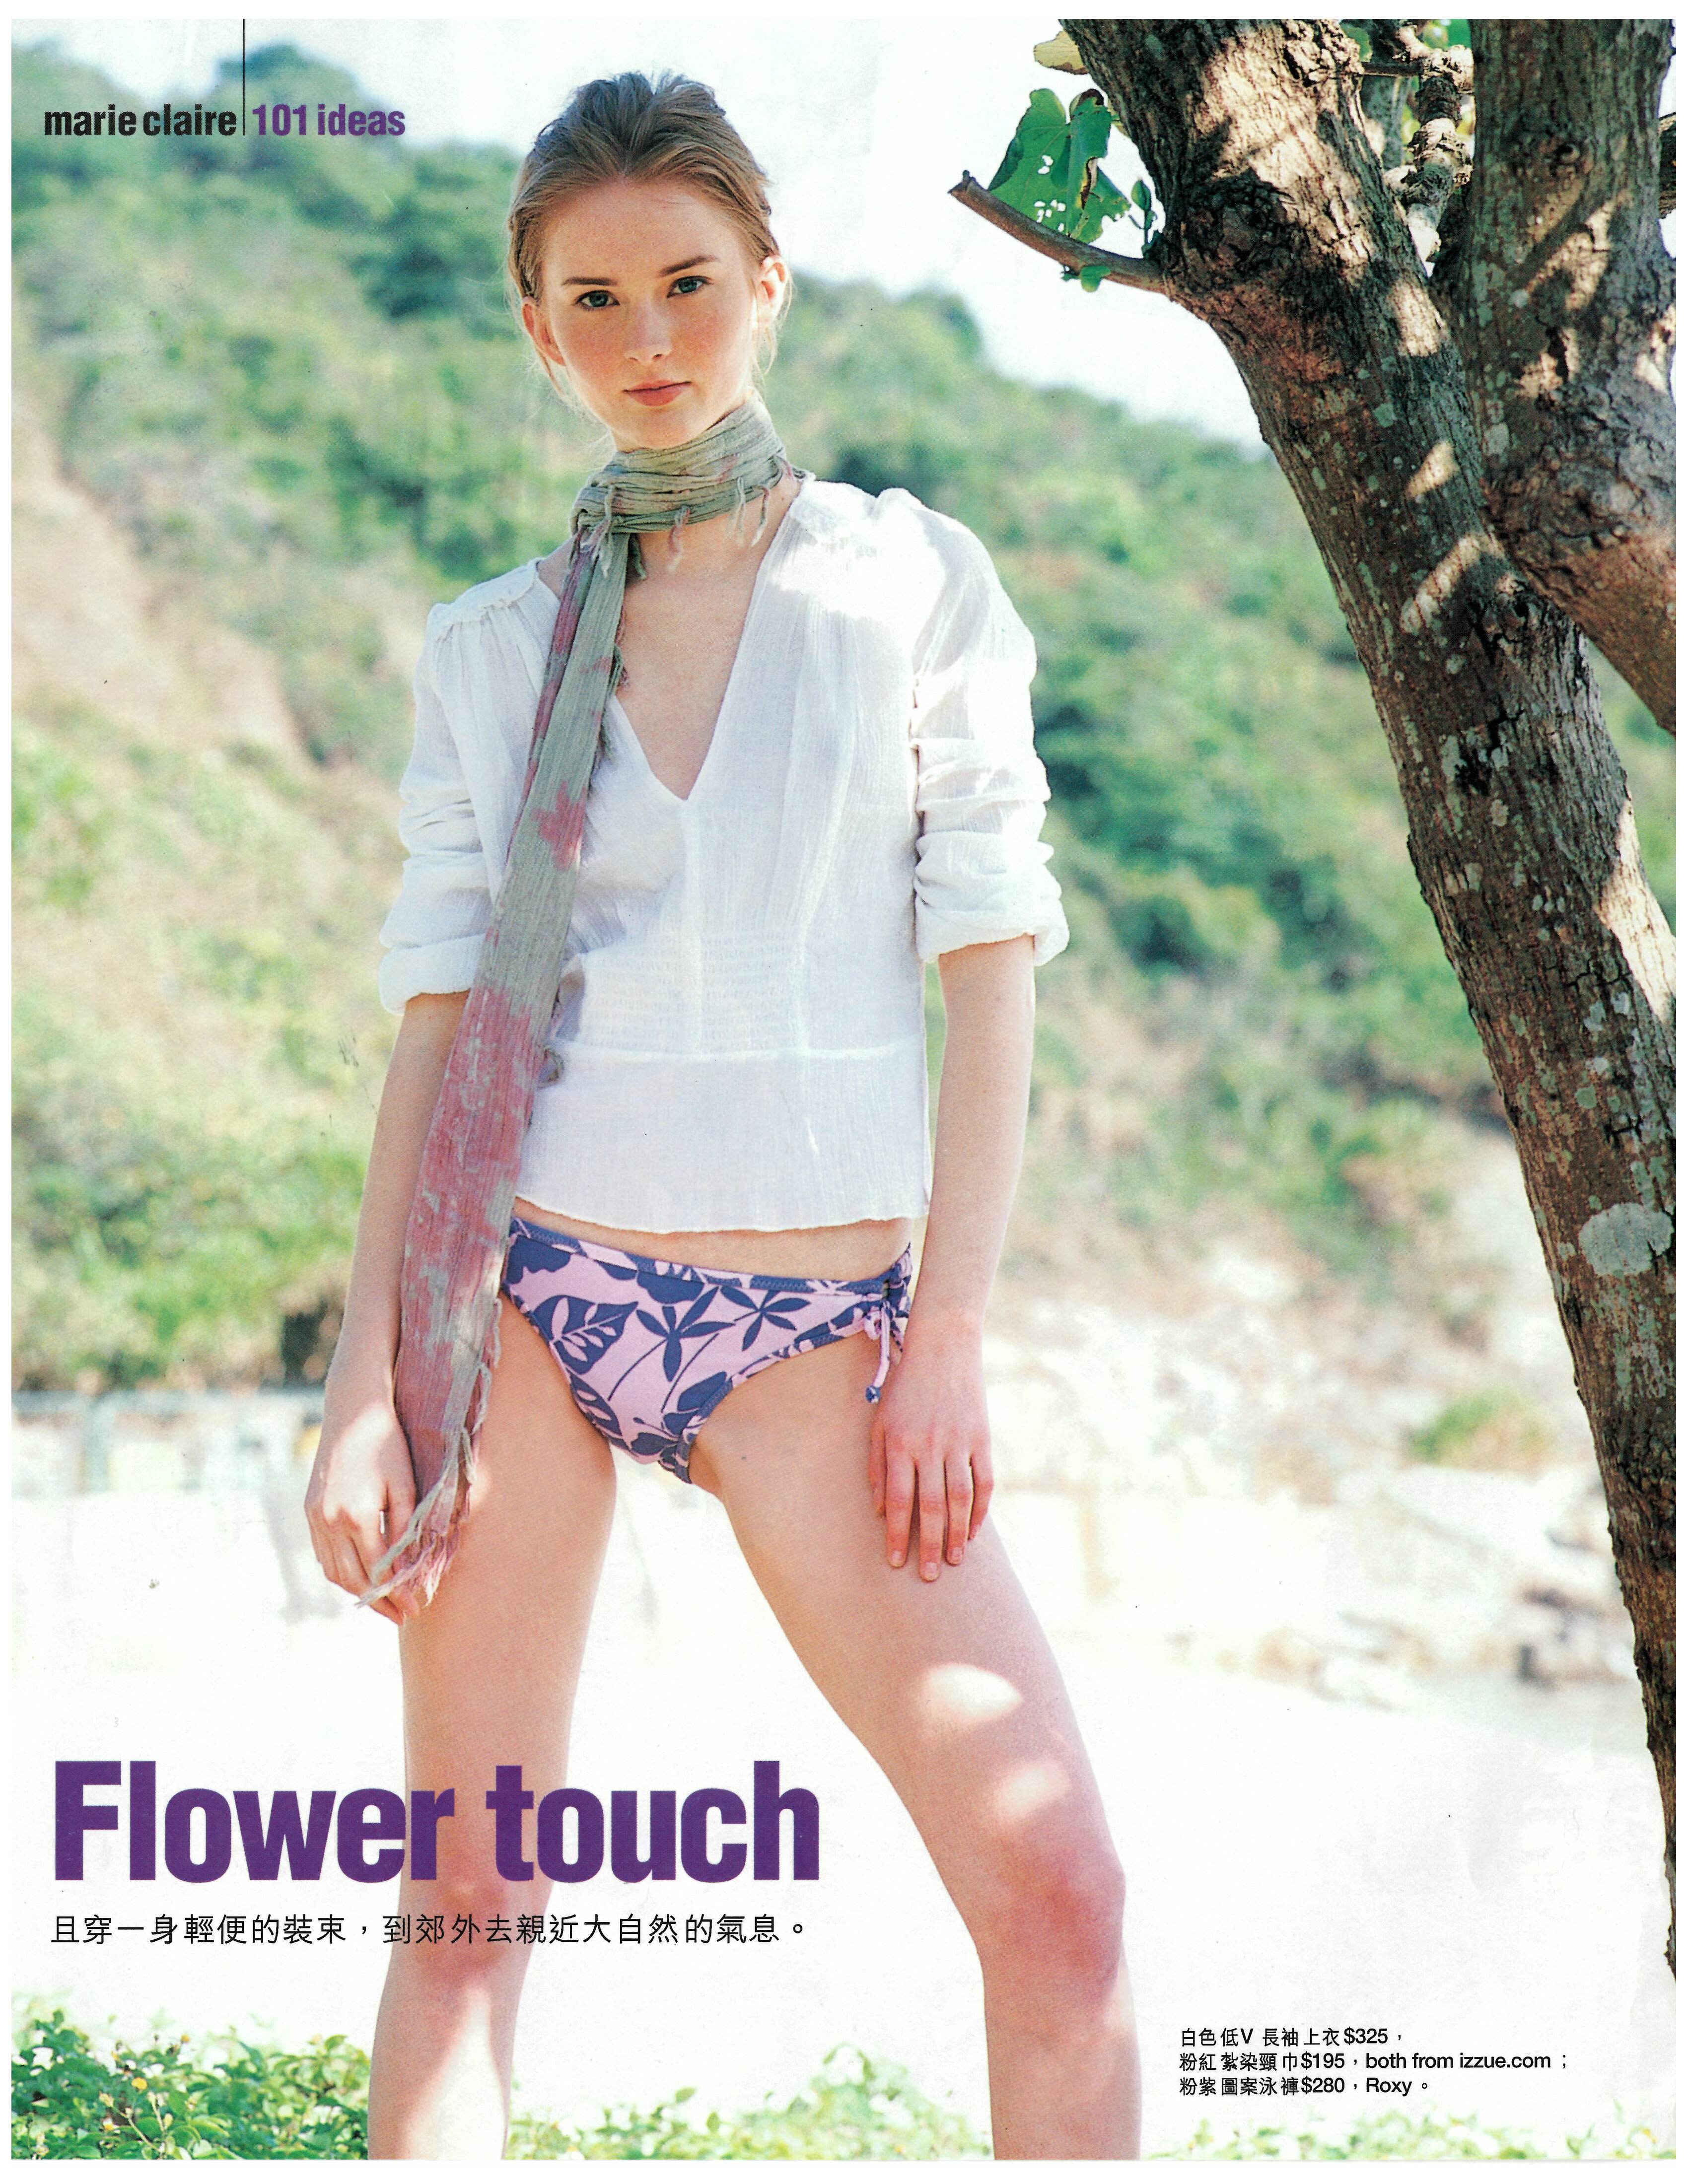 marie claire 101 ideas
Flower touch
且穿一身輕便的裝束，到郊外去親近大自然的氣息。
白色低V 長袖上衣$325，
粉紅紮染頸巾$195，both from izzue.com；
粉紫圖案泳褲$280，Roxy。